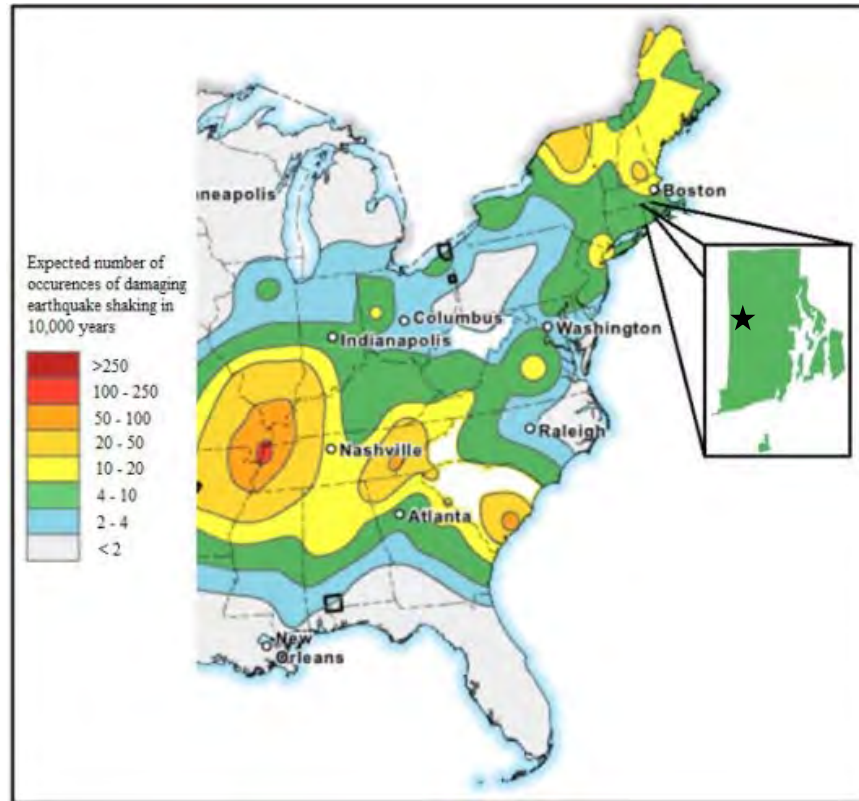 Boston
neapolis
Expected number of
occurences of damaging
earthquake shaking in
10,000 years
Columbus
Washington
Indianapolis
>250
100 - 250
50 - 100
20 - 50
10 - 20
4 - 10
2 - 4
< 2
Raleigh
Nashville
Atlanta
New
Orleans